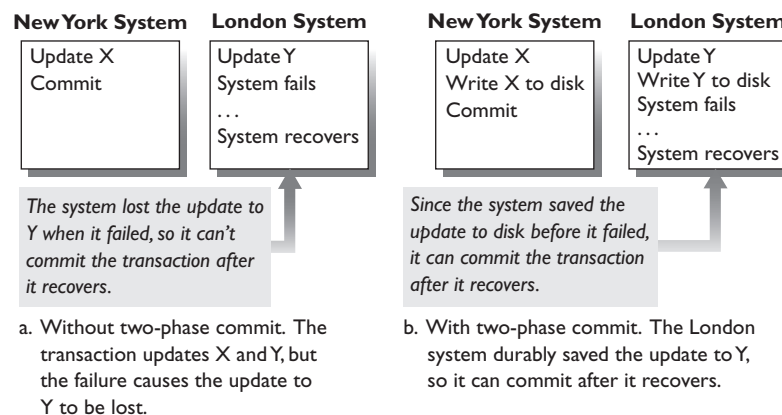 New York System
London System
Update X
Commit
Update Y
System fails
...
System recovers
The system lost the update to
Y when it failed, so it can't
commit the transaction after
it recovers.
a. Without two-phase commit. The
transaction updates X and Y, but
the failure causes the update to
Y to be lost.
New York System
London System
Update X
Write X to disk
Commit
Update Y
Write Y to disk
System fails
...
System recovers
Since the system saved the
update to disk before it failed,
it can commit the transaction
after it recovers.
b. With two-phase commit. The London
system durably saved the update to Y,
so it can commit after it recovers.